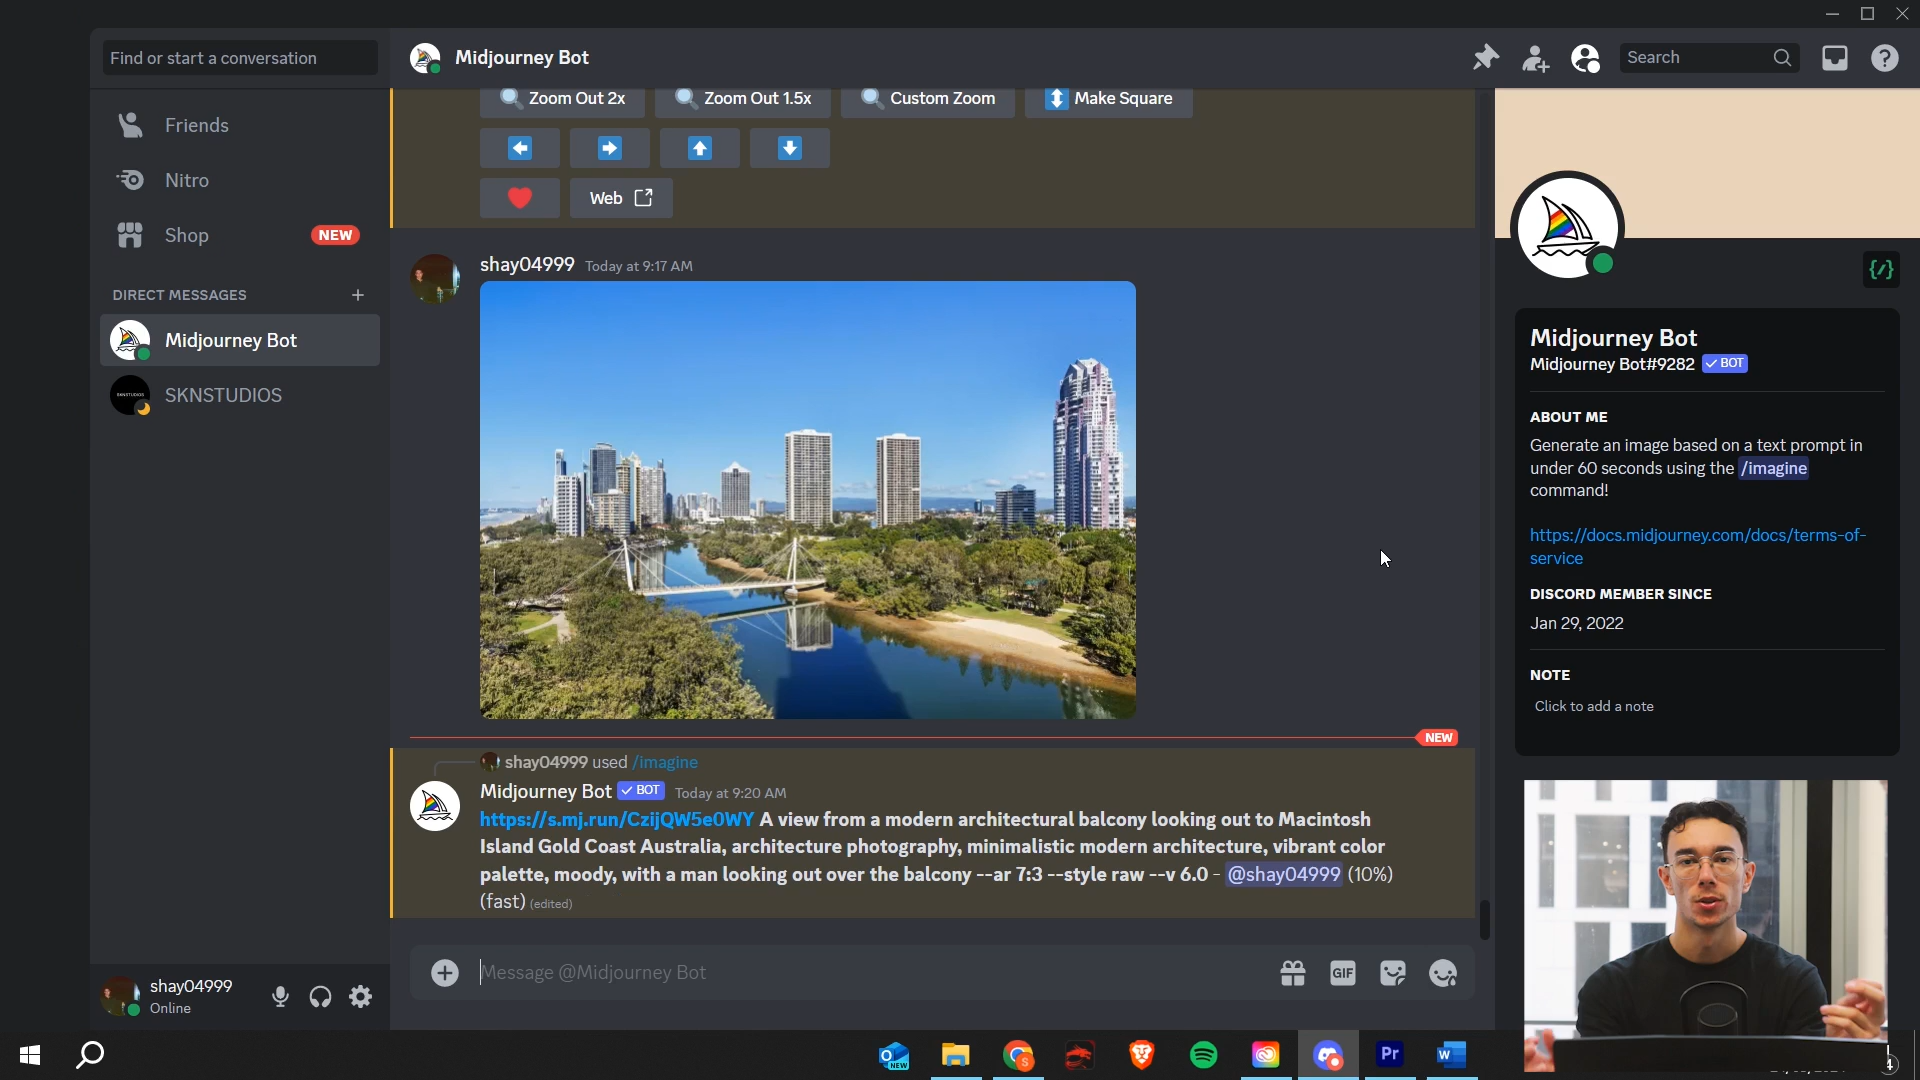 Find or start a conversation
Midjourney Bot
Search
Friends
Nitro
Shop
NEW
DIRECT MESSAGES
Midjourney Bot
SKNSTUDIOS
shay04999
Online
Zoom Out 2x
Zoom Out 1.5x
Custom Zoom
Make Square
Web
shay04999 Today at 9:17 AM
NEW
shay04999 used /imagine
Midjourney Bot BOT Today at 9:20 AM
https://s.mj.run/CzijQW5e0WY A view from a modern architectural balcony looking out to Macintosh
Island Gold Coast Australia, architecture photography, minimalistic modern architecture, vibrant color
palette, moody, with a man looking out over the balcony --ar 7:3 --style raw --v 6.0 - @shay04999 (10%)
(fast) (edited)
Message @Midjourney Bot
GIF
Midjourney Bot
Midjourney Bot#9282 BOT
ABOUT ME
Generate an image based on a text prompt in
under 60 seconds using the /imagine
command!
https://docs.midjourney.com/docs/terms-of-
service
DISCORD MEMBER SINCE
Jan 29, 2022
NOTE
Click to add a note
NEW
Pr
W